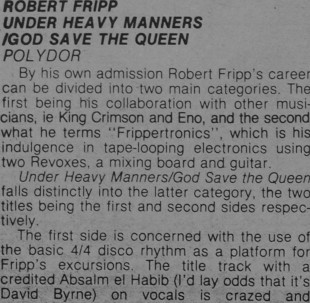 ROBERT FRIPP
UNDER HEAVY MANNERS
/GOD SAVE THE QUEEN
POLYDOR
By his own admission Robert Fripp's career
can be divided into two main categories. The
first being his collaboration with other musi-
cians, ie King Crimson and Eno, and the second
what he terms "Frippertronics", which is his
indulgence in tape-looping electronics using
two Revoxes, a mixing board and guitar.
Under Heavy Manners/God Save the Queen
falls distinctly into the latter category, the two
titles being the first and second sides respec-
tively.
The first side is concerned with the use of
the basic 4/4 disco rhythm as a platform for
Fripp's excursions. The title track with a
credited Absalm el Habib (I'd lay odds that it's
David Byrne) on vocals is crazed and